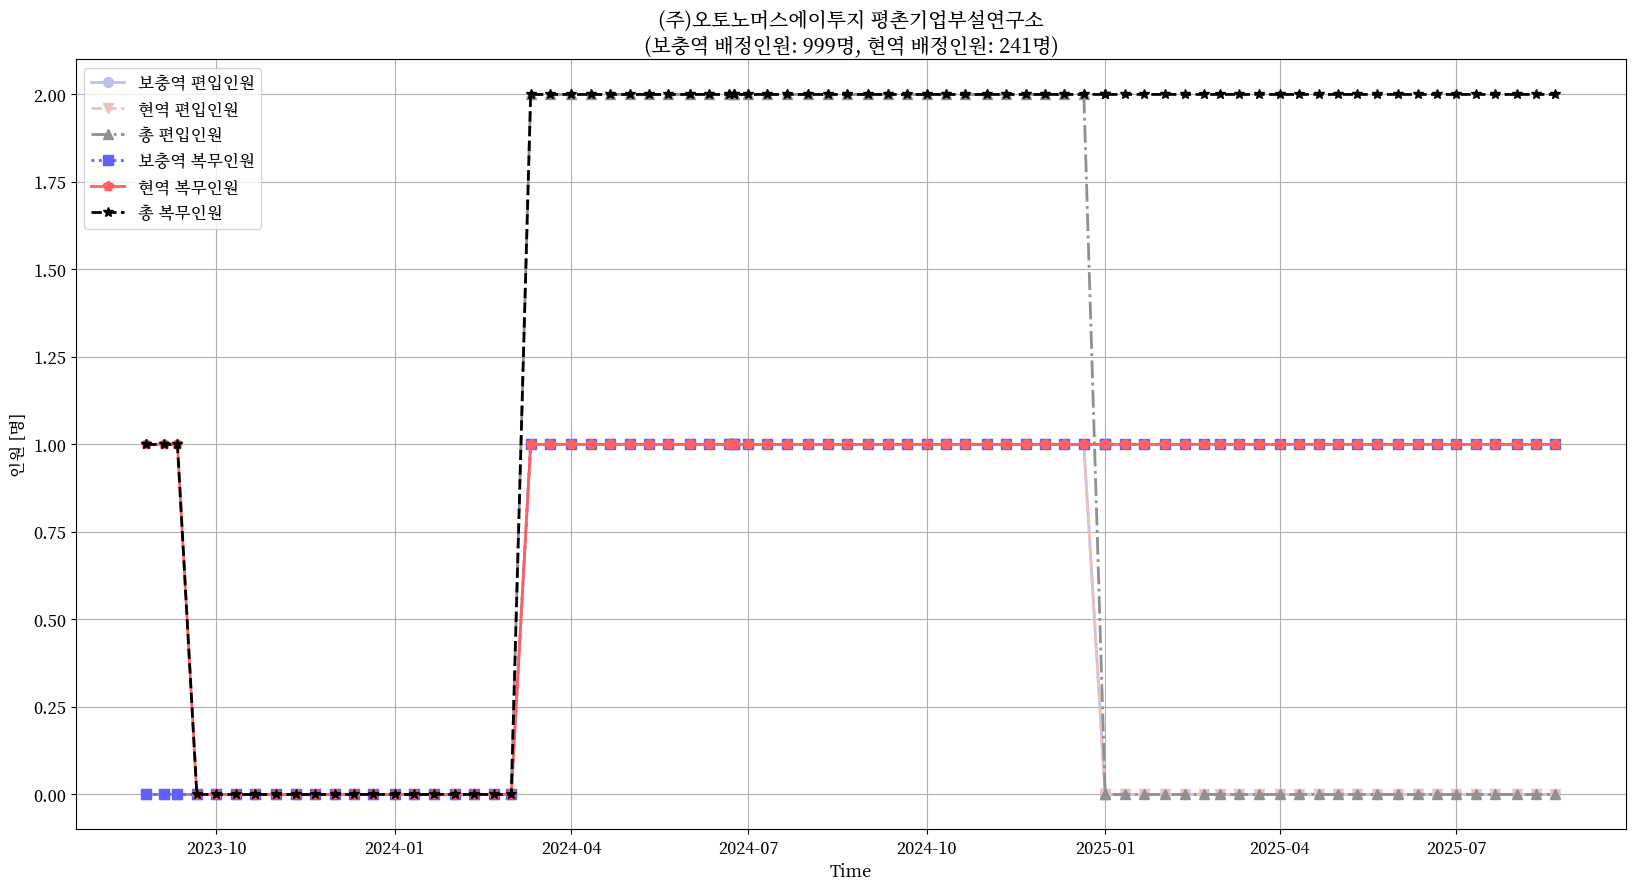 (주)오토노머스에이투지 평촌기업부설연구소
(보충역 배정인원: 999명, 현역 배정인원: 241명)
보충역 편입인원
현역 편입인원
총 편입인원
보충역 복무인원
현역 복무인원
총 복무인원
2.00
1.75
1.50
1.25
1.00
0.75
0.50
0.25
0.00
인원 [명]
2023-10
2024-01
2024-04
2024-07
2024-10
2025-01
2025-04
2025-07
Time